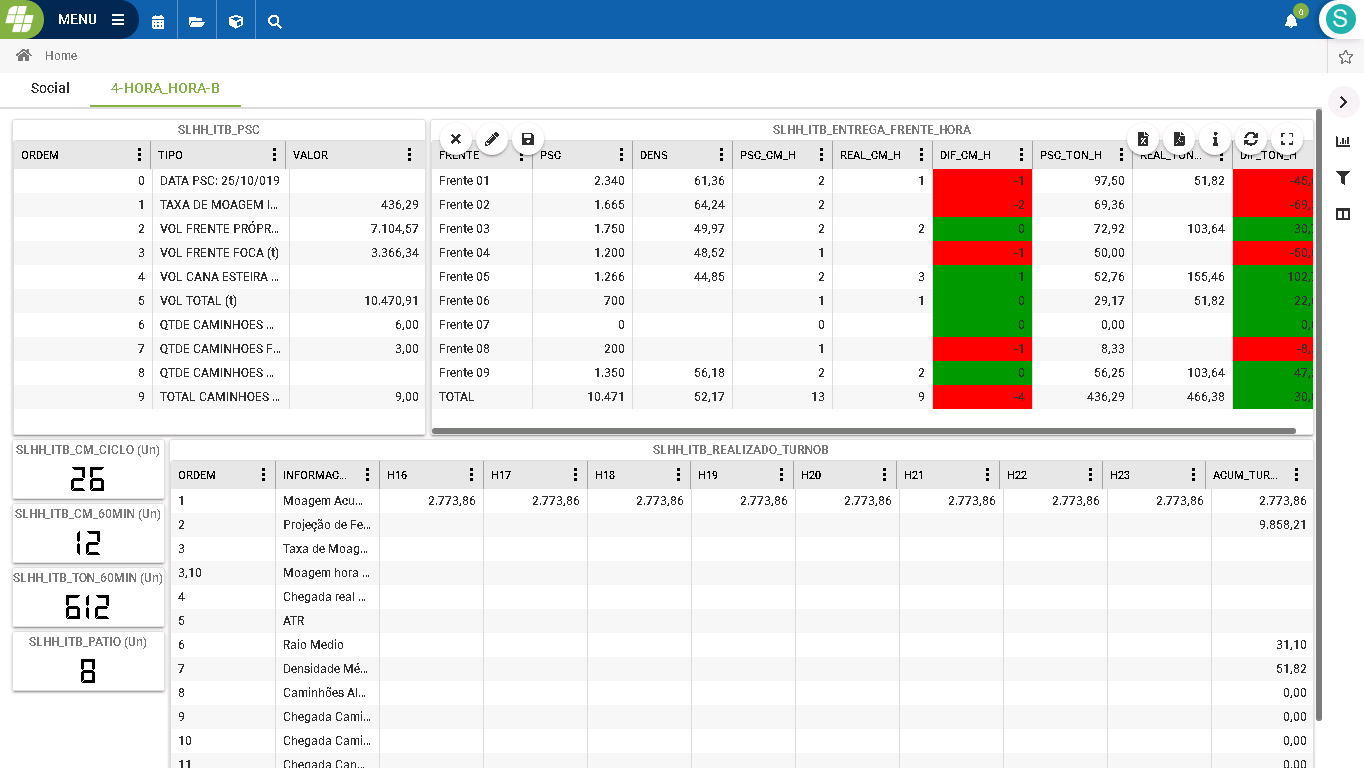 MENU
0
S
Home
Social
4-HORA_HORA-B
SLHH_ITB_PSC
ORDEM TIPO VALOR
0 DATA PSC: 25/10/019
1 TAXA DE MOAGEM I... 436,29
2 VOL FRENTE PRÓPR... 7.104,57
3 VOL FRENTE FOCA (t) 3.366,34
4 VOL CANA ESTEIRA ...
5 VOL TOTAL (t) 10.470,91
6 QTDE CAMINHOES ... 6,00
7 QTDE CAMINHOES F... 3,00
8 QTDE CAMINHOES ...
9 TOTAL CAMINHOES ... 9,00
SLHH_ITB_ENTREGA_FRENTE_HORA
FRENTE PSC DENS PSC_CM_H REAL_CM_H DIF_CM_H PSC_TON_H REAL_TON... DIF_TON_H
Frente 01 2.340 61,36 2 1 -1 97,50 51,82
Frente 02 1.665 64,24 2 -2 69,36
Frente 03 1.750 49,97 2 2 0 72,92 103,64
Frente 04 1.200 48,52 1 -1 50,00
Frente 05 1.266 44,85 2 3 1 52,76 155,46
Frente 06 700 1 1 0 29,17 51,82
Frente 07 0 0 0 0,00
Frente 08 200 1 -1 8,33
Frente 09 1.350 56,18 2 2 0 56,25 103,64
TOTAL 10.471 52,17 13 9 -4 436,29 466,38
SLHH_ITB_CM_CICLO (Un)
26
SLHH_ITB_CM_60MIN (Un)
12
SLHH_ITB_TON_60MIN (Un)
612
SLHH_ITB_PATIO (Un)
8
SLHH_ITB_REALIZADO_TURNOB
ORDEM INFORMAC... H16 H17 H18 H19 H20 H21 H22 H23 AGUM_TUR...
1 Moagem Acu... 2.773,86 2.773,86 2.773,86 2.773,86 2.773,86 2.773,86 2.773,86 2.773,86 2.773,86
2 Projeção de Fe... 9.858,21
3 Taxa de Moag...
3,10 Moagem hora ...
4 Chegada real ...
5 ATR
6 Raio Medio 31,10
7 Densidade Mé... 51,82
8 Caminhões Al... 0,00
9 Chegada Cami... 0,00
10 Chegada Cami... 0,00
11 Chegada Can... 0,00